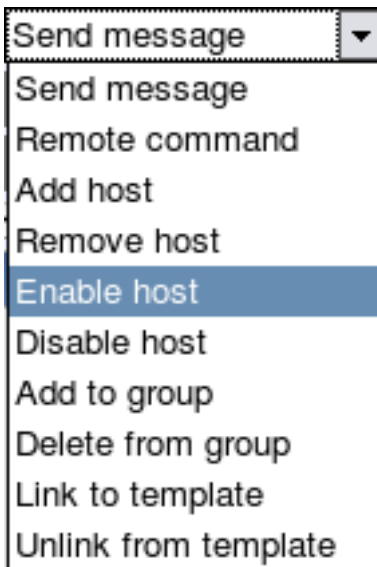 Send message
Send message
Remote command
Add host
Remove host
Enable host
Disable host
Add to group
Delete from group
Link to template
Unlink from template